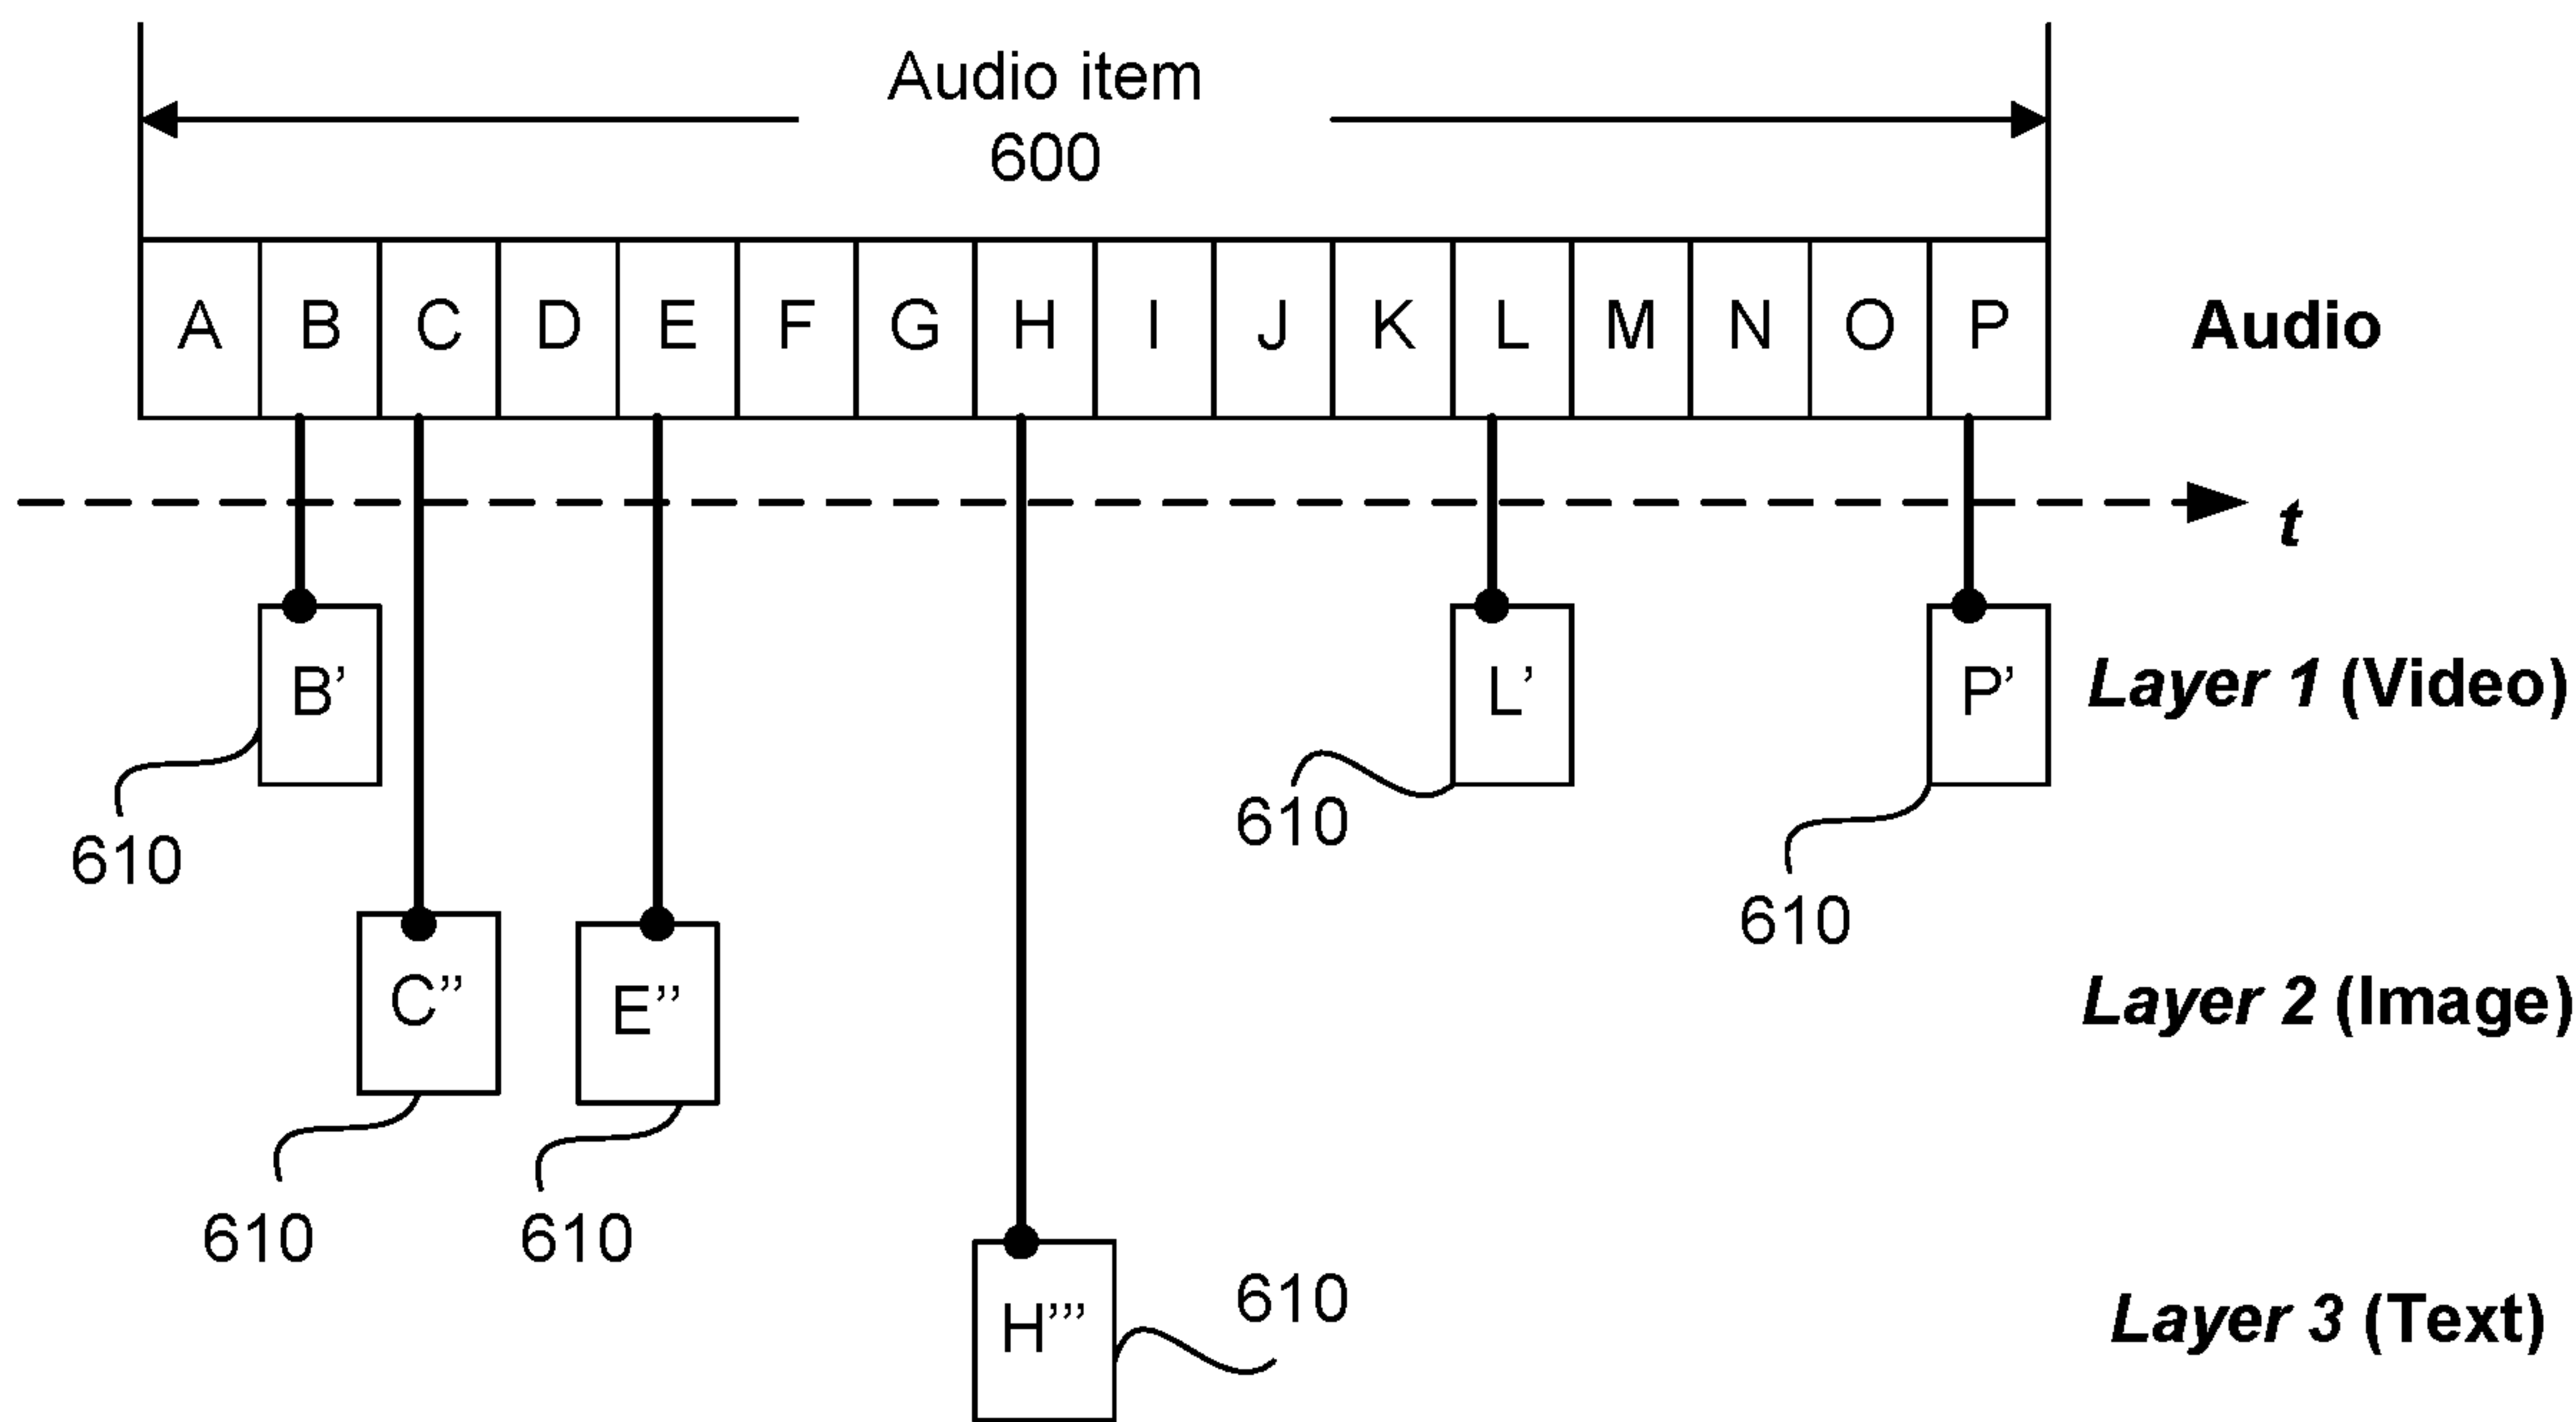 Audio item
600
A B C D E F G H I J K L M N O P Audio
t
B’ L’ P’ Layer 1 (Video)
610 610 610
C’’ E’’ Layer 2 (Image)
610 610
H’’’ 610 Layer 3 (Text)